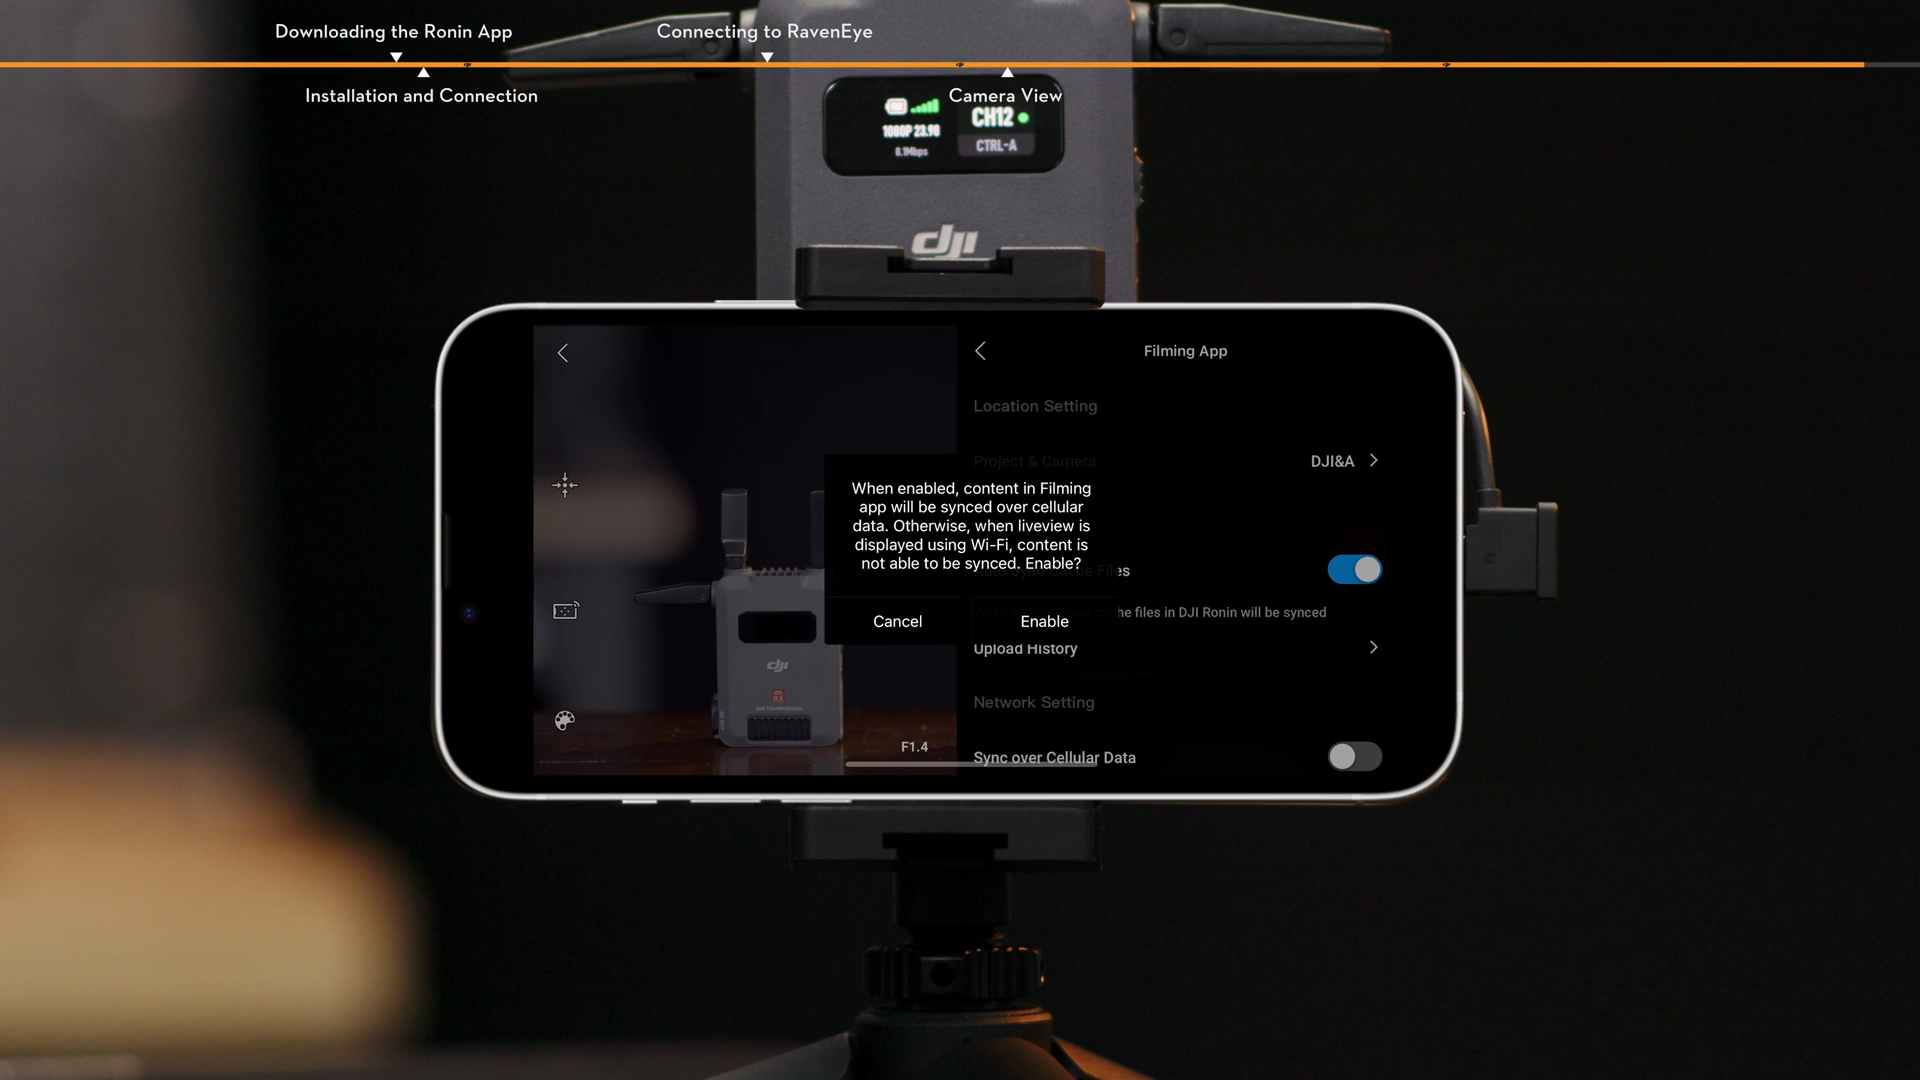 Downloading the Ronin App
Connecting to RavenEye
Installation and Connection
Camera View
1080P 23.98
8.1Mbps
CH12
CTRL-A
dji
Filming App
Location Setting
Project & Camera
DJI&A
When enabled, content in Filming
app will be synced over cellular
data. Otherwise, when liveview is
displayed using Wi-Fi, content is
not able to be synced. Enable?
Files
he files in DJI Ronin will be synced
Cancel
Enable
Upload History
dji
Network Setting
F1.4
Sync over Cellular Data
M